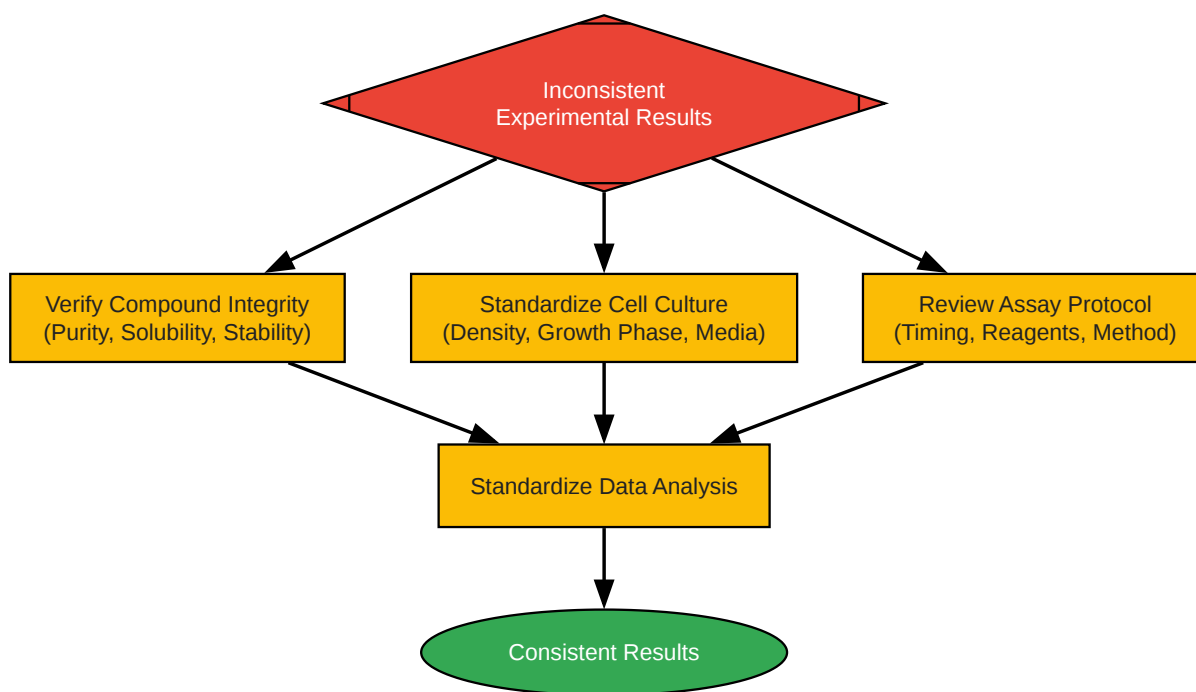 Inconsistent
Experimental Results
Verify Compound Integrity
(Purity, Solubility, Stability)
Standardize Cell Culture
(Density, Growth Phase, Media)
Review Assay Protocol
(Timing, Reagents, Method)
Standardize Data Analysis
Consistent Results